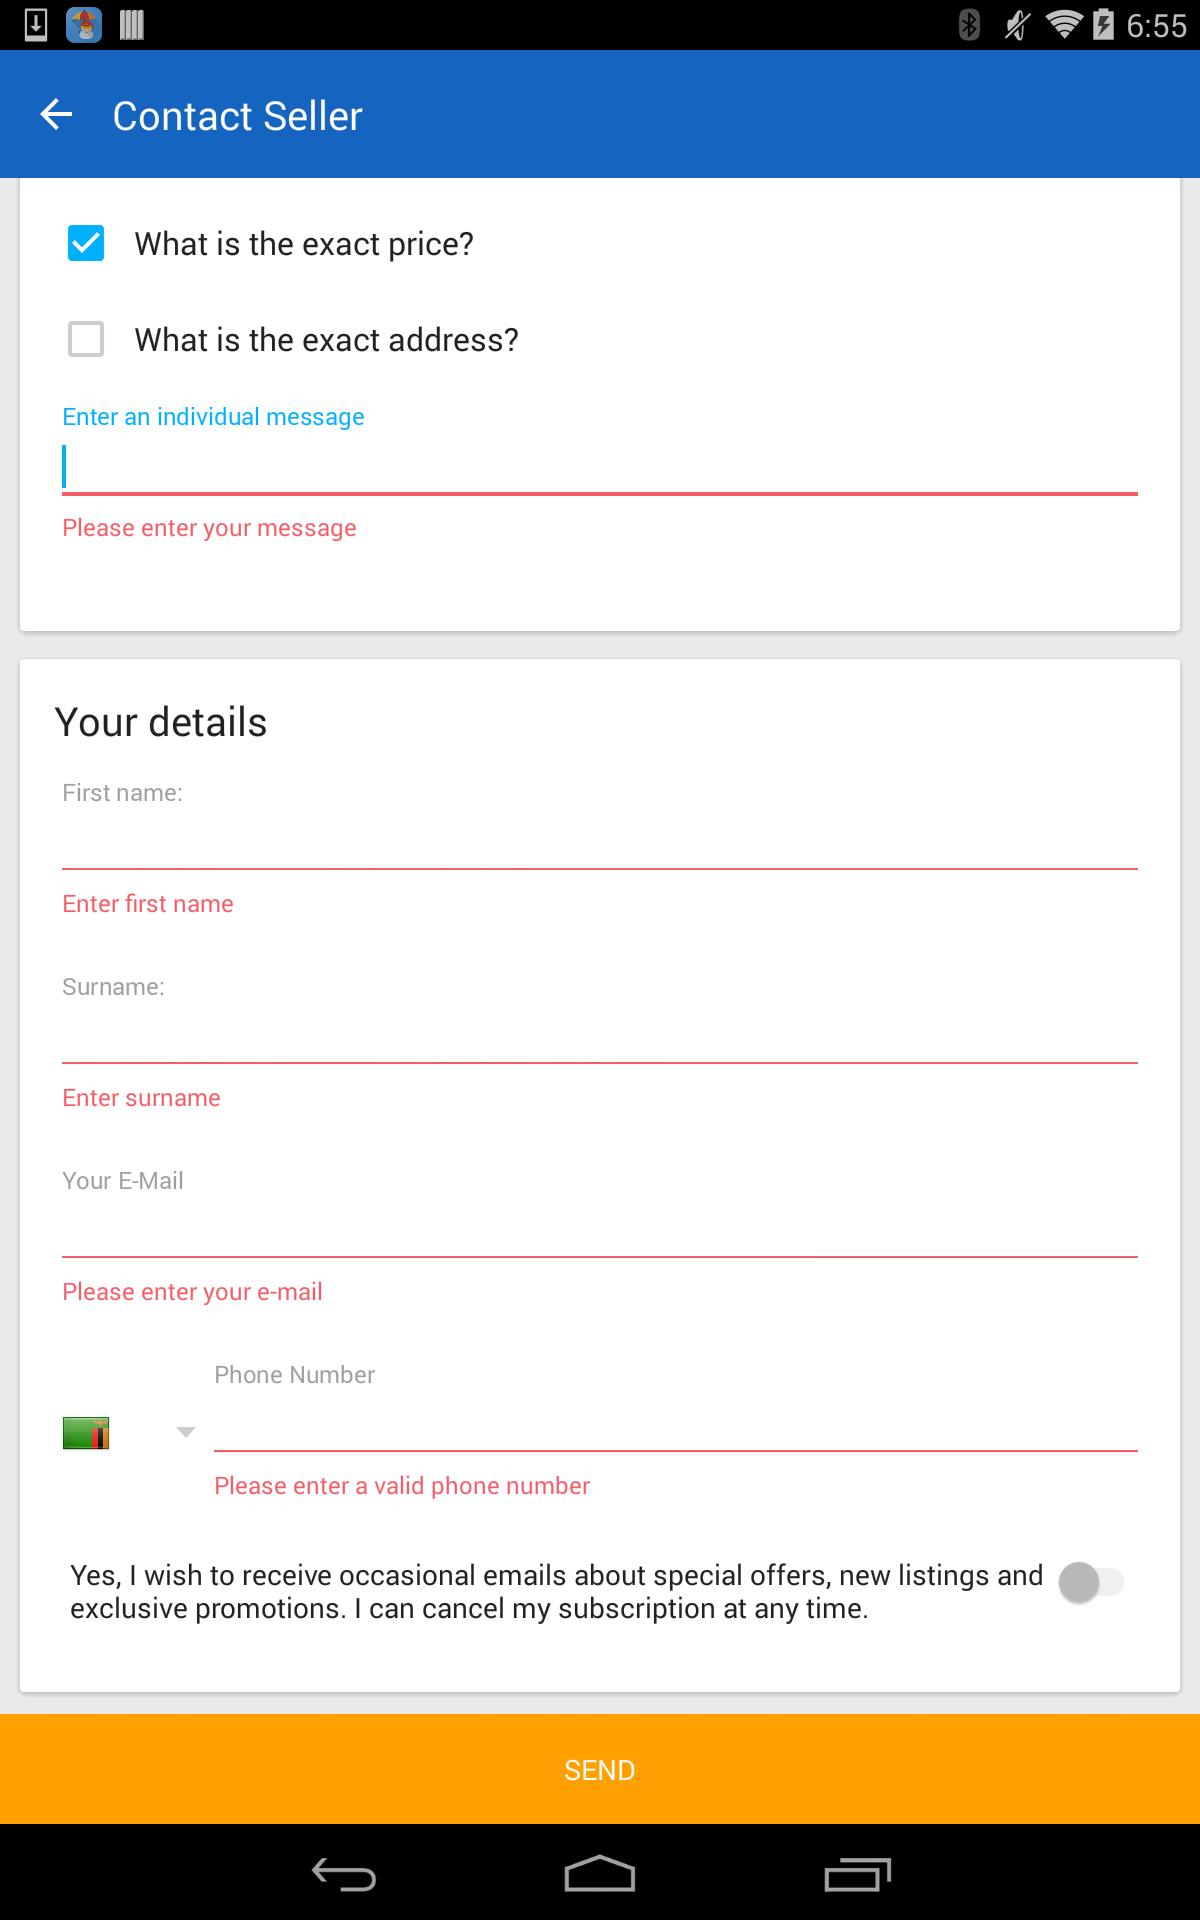 6:55
Contact Seller
What is the exact price?
What is the exact address?
Enter an individual message
Please enter your message
Your details
First name:
Enter first name
Surname:
Enter surname
Your E-Mail
Please enter your e-mail
Phone Number
Please enter a valid phone number
Yes, I wish to receive occasional emails about special offers, new listings and
exclusive promotions. I can cancel my subscription at any time.
SEND